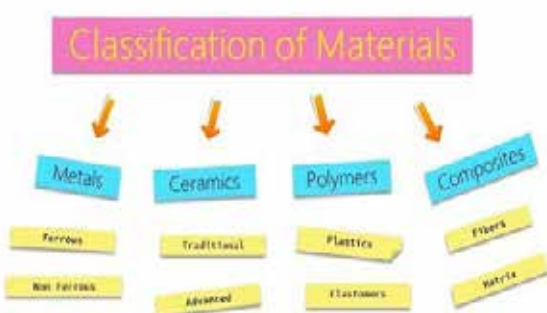 Classification of Materials
Metals
Ceramics
Polymers
Composites
Ferrous
Traditional
Plastics
Fibers
Non Ferrous
Advanced
Elastomers
Matrix